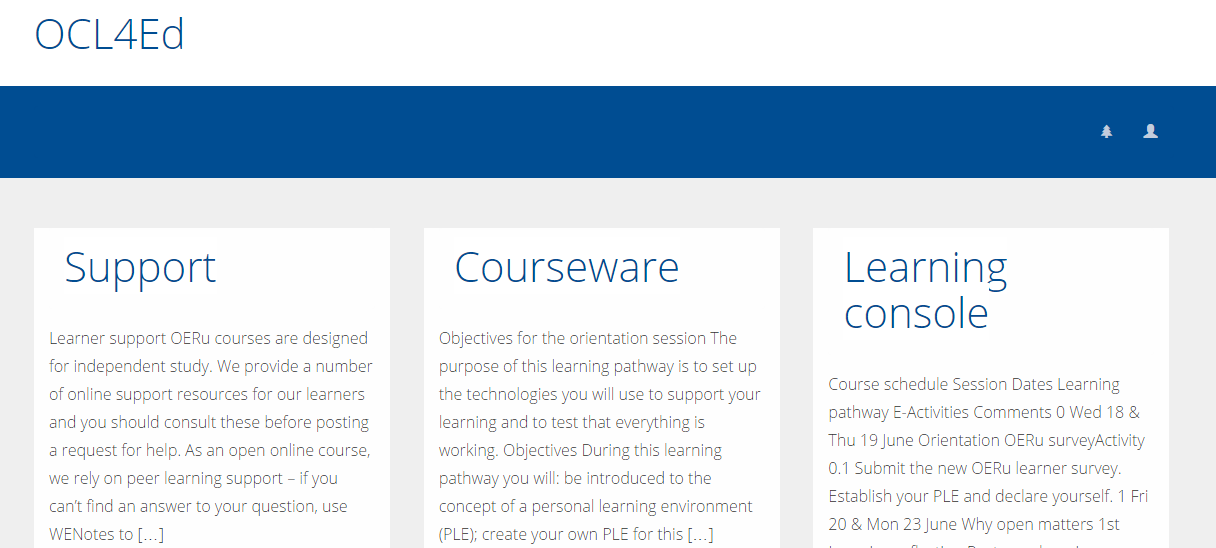 OCL4Ed
Support
Learner support OERu courses are designed
for independent study. We provide a number
of online support resources for our learners
and you should consult these before posting
a request for help. As an open online course,
we rely on peer learning support – if you
can’t find an answer to your question, use
WENotes to […]
Courseware
Objectives for the orientation session The
purpose of this learning pathway is to set up
the technologies you will use to support your
learning and to test that everything is
working. Objectives During this learning
pathway you will: be introduced to the
concept of a personal learning environment
(PLE); create your own PLE for this […]
Learning
console
Course schedule Session Dates Learning
pathway E-Activities Comments 0 Wed 18 &
Thu 19 June Orientation OERu surveyActivity
0.1 Submit the new OERu learner survey.
Establish your PLE and declare yourself. 1 Fri
20 & Mon 23 June Why open matters 1st